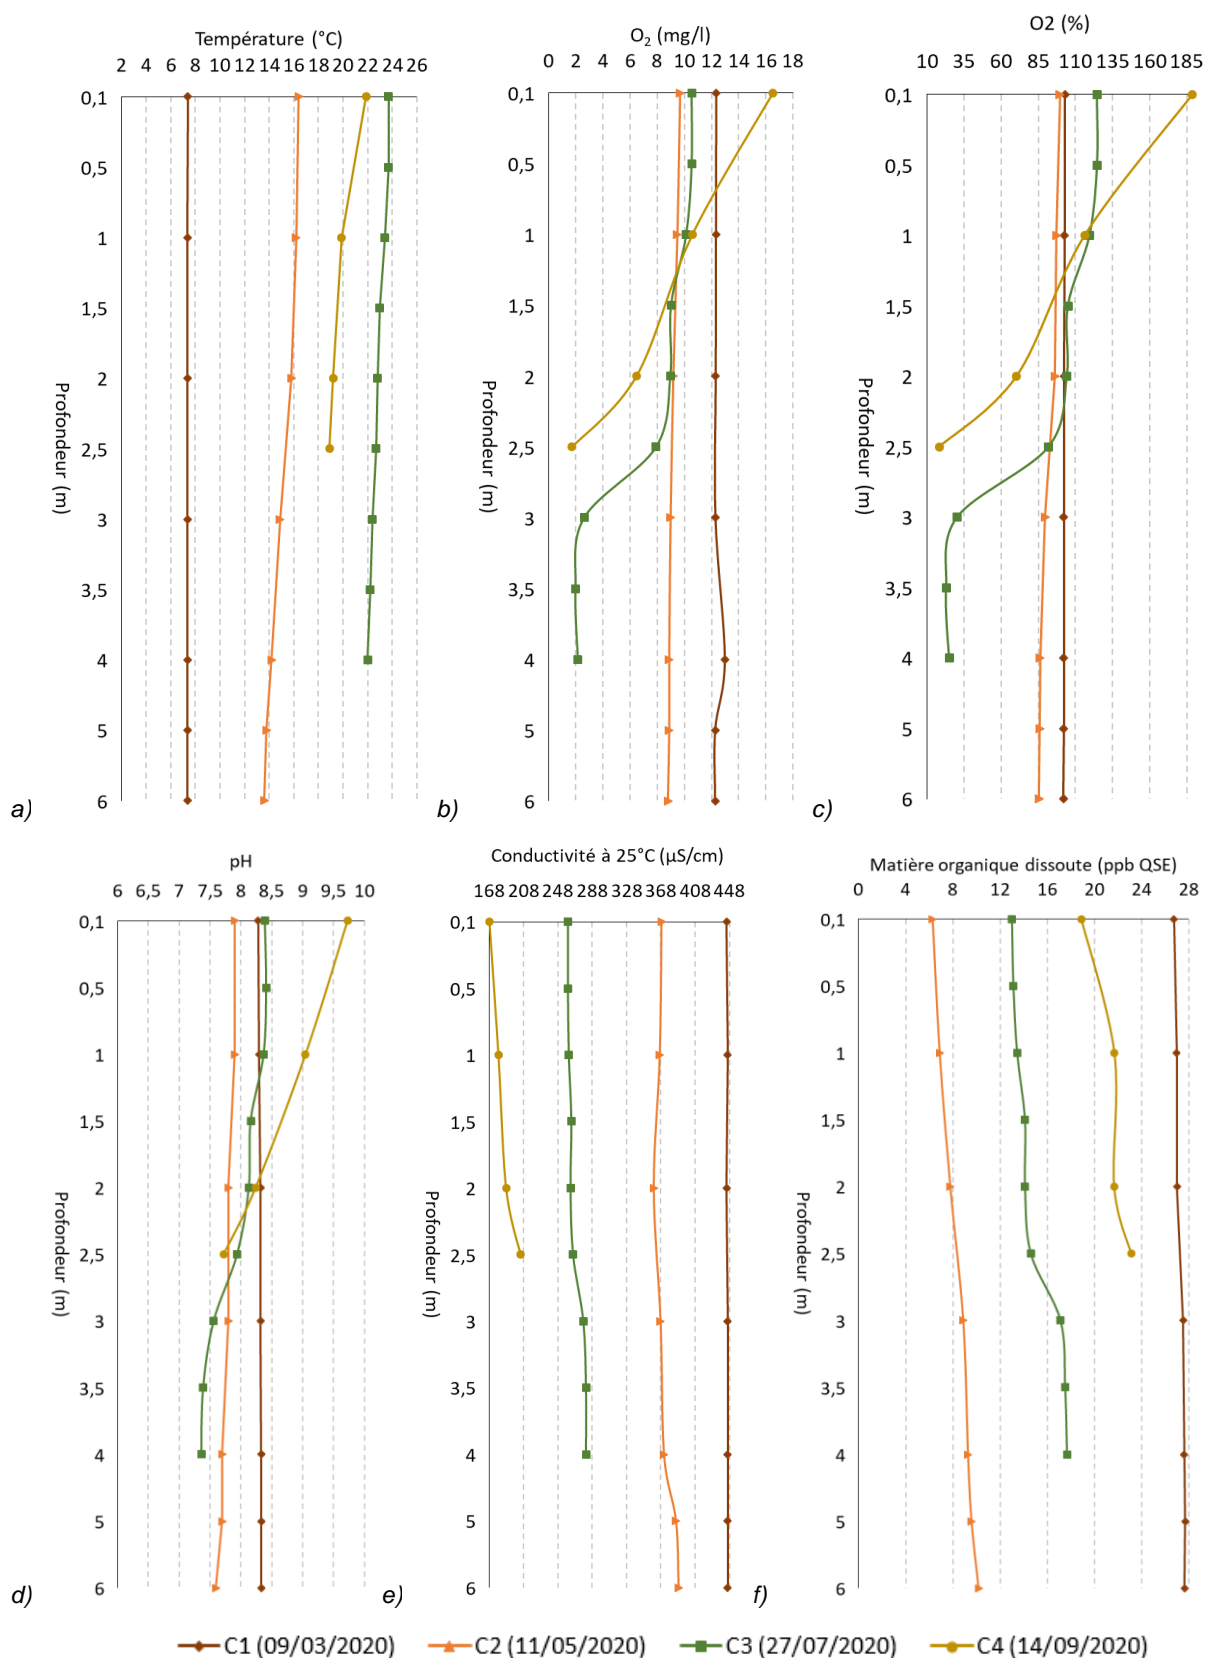 Température (°C)
2 4 6 8 10 12 14 16 18 20 22 24 26
0,1
0,5
1
1,5
2
2,5
3
3,5
4
5
6
Profondeur (m)
a)
O2 (mg/l)
0 2 4 6 8 10 12 14 16 18
0,1
0,5
1
1,5
2
2,5
3
3,5
4
5
6
Profondeur (m)
b)
O2 (%)
10 35 60 85 110 135 160 185
0,1
0,5
1
1,5
2
2,5
3
3,5
4
5
6
Profondeur (m)
c)
pH
6 6,5 7 7,5 8 8,5 9 9,5 10
0,1
0,5
1
1,5
2
2,5
3
3,5
4
5
6
Profondeur (m)
d)
Conductivité à 25°C (µS/cm)
168 208 248 288 328 368 408 448
0,1
0,5
1
1,5
2
2,5
3
3,5
4
5
6
Profondeur (m)
e)
Matière organique dissoute (ppb QSE)
0 4 8 12 16 20 24 28
0,1
0,5
1
1,5
2
2,5
3
3,5
4
5
6
Profondeur (m)
f)
C1 (09/03/2020) C2 (11/05/2020) C3 (27/07/2020) C4 (14/09/2020)